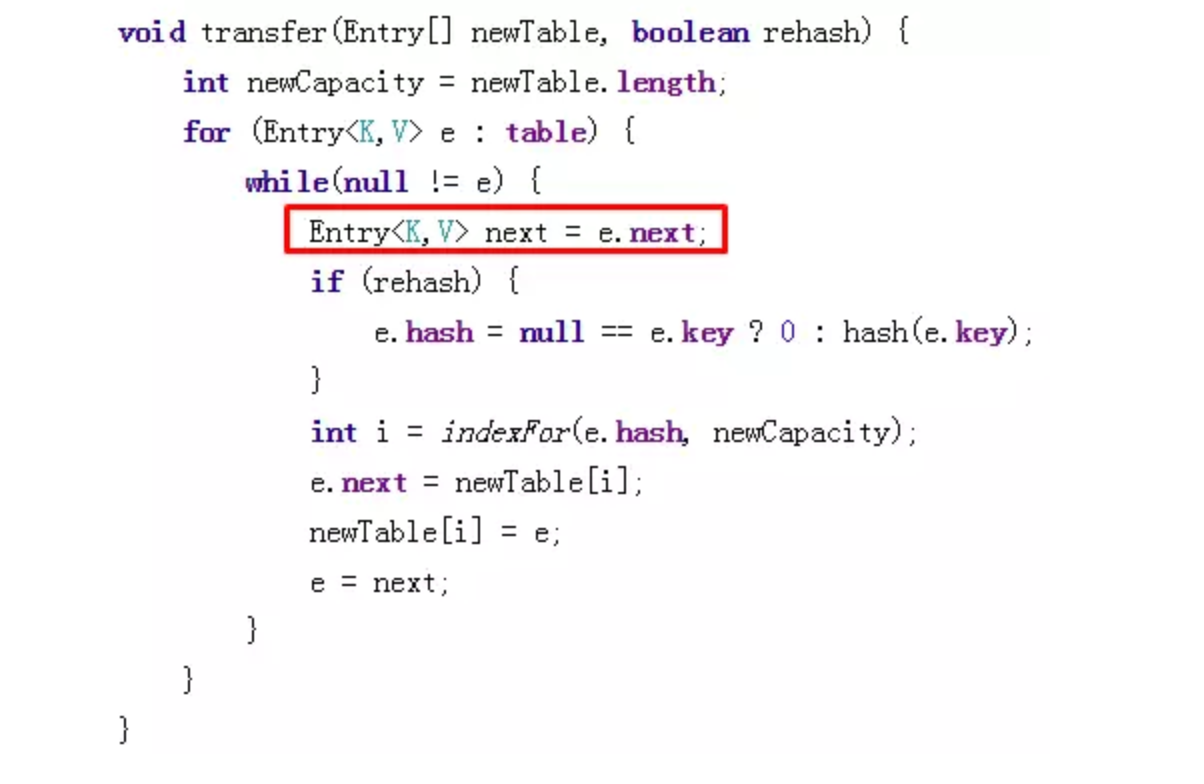 void transfer(Entry[] newTable, boolean rehash) {
int newCapacity = newTable.length;
for (Entry<K,V> e : table) {
while(null != e) {
Entry<K,V> next = e.next;
if (rehash) {
e.hash = null == e.key ? 0 : hash(e.key);
}
int i = indexFor(e.hash, newCapacity);
e.next = newTable[i];
newTable[i] = e;
e = next;
}
}
}